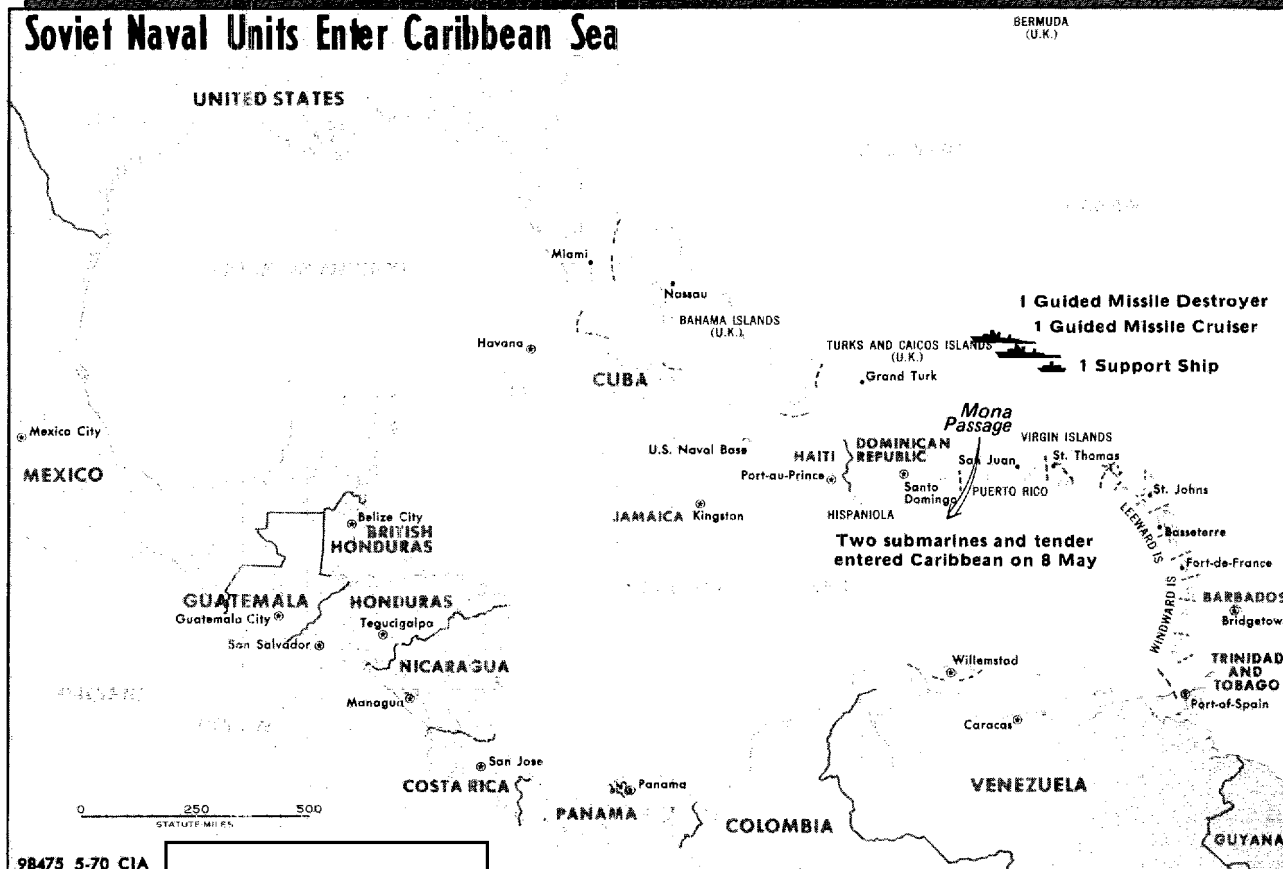 Soviet Naval Units Enter Caribbean Sea
BERMUDA
(U.K.)
UNITED STATES
Miami
Nassau
BAHAMA ISLANDS
(U.K.)
1 Guided Missile Destroyer
1 Guided Missile Cruiser
1 Support Ship
TURKS AND CAICOS ISLANDS
(U.K.)
Grand Turk
Havana
CUBA
Mexico City
MEXICO
U.S. Naval Base
HAITI
Port-au-Prince
DOMINICAN
REPUBLIC
Santo
Domingo
Mona
Passage
San Juan
PUERTO RICO
VIRGIN ISLANDS
St. Thomas
St. Johns
Basseterre
LEEWARD IS
Fort-de-France
WINDWARD IS
BARBADOS
Bridgetow
JAMAICA
Kingston
HISPANIOLA
Two submarines and tender
entered Caribbean on 8 May
Belize City
BRITISH
HONDURAS
GUATEMALA
Guatemala City
HONDURAS
Tegucigalpa
San Salvador
NICARAGUA
Managua
Willemstad
TRINIDAD
AND
TOBAGO
Port-of-Spain
Caracas
San Jose
COSTA RICA
Panama
PANAMA
COLOMBIA
VENEZUELA
GUYANA
0 250 500
STATUTE MILES
98475 5-70 CIA